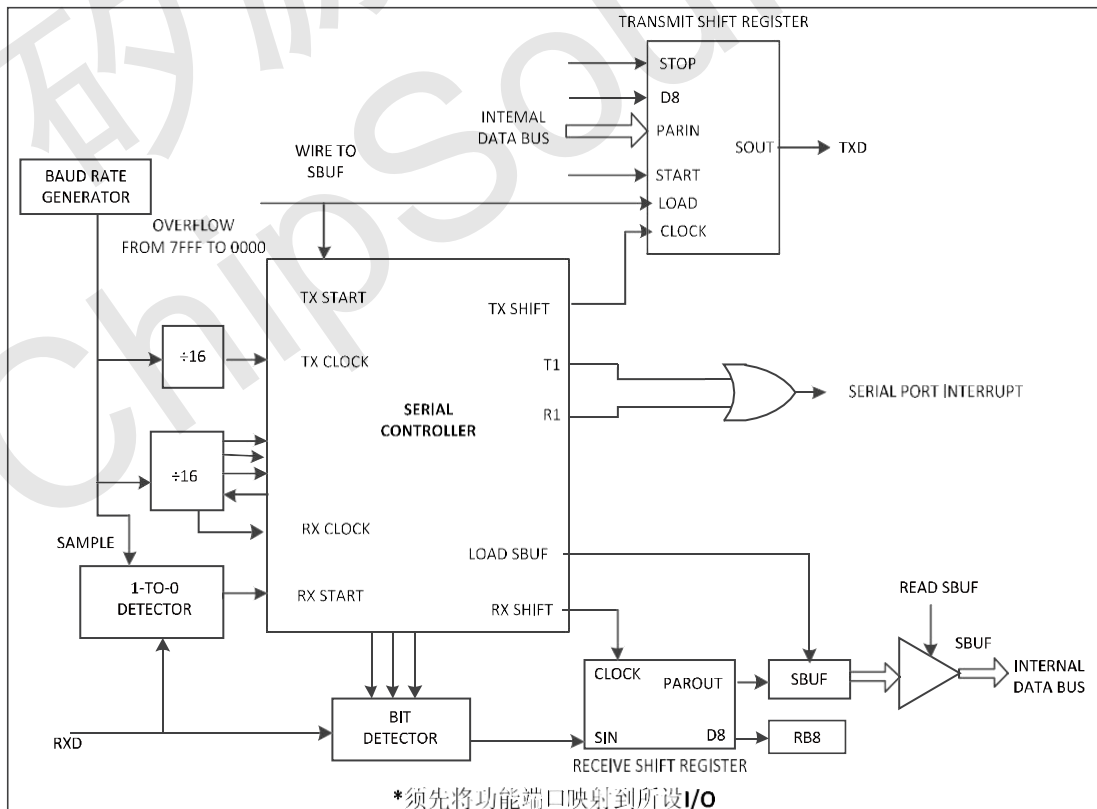 TRANSMIT SHIFT REGISTER
STOP
D8
INTEMAL
DATA BUS
PARIN
SOUT
TXD
WIRE TO
SBUF
START
BAUD RATE
GENERATOR
LOAD
OVERFLOW
FROM 7FFF TO 0000
CLOCK
TX START
TX SHIFT
÷16
TX CLOCK
T1
SERIAL PORT INTERRUPT
SERIAL
CONTROLLER
R1
÷16
RX CLOCK
SAMPLE
LOAD SBUF
1-TO-0
DETECTOR
RX START
RX SHIFT
READ SBUF
SBUF
CLOCK
PAROUT
SBUF
INTERNAL
DATA BUS
BIT
DETECTOR
RXD
SIN
D8
RB8
RECEIVE SHIFT REGISTER
*须先将功能端口映射到所设I/O